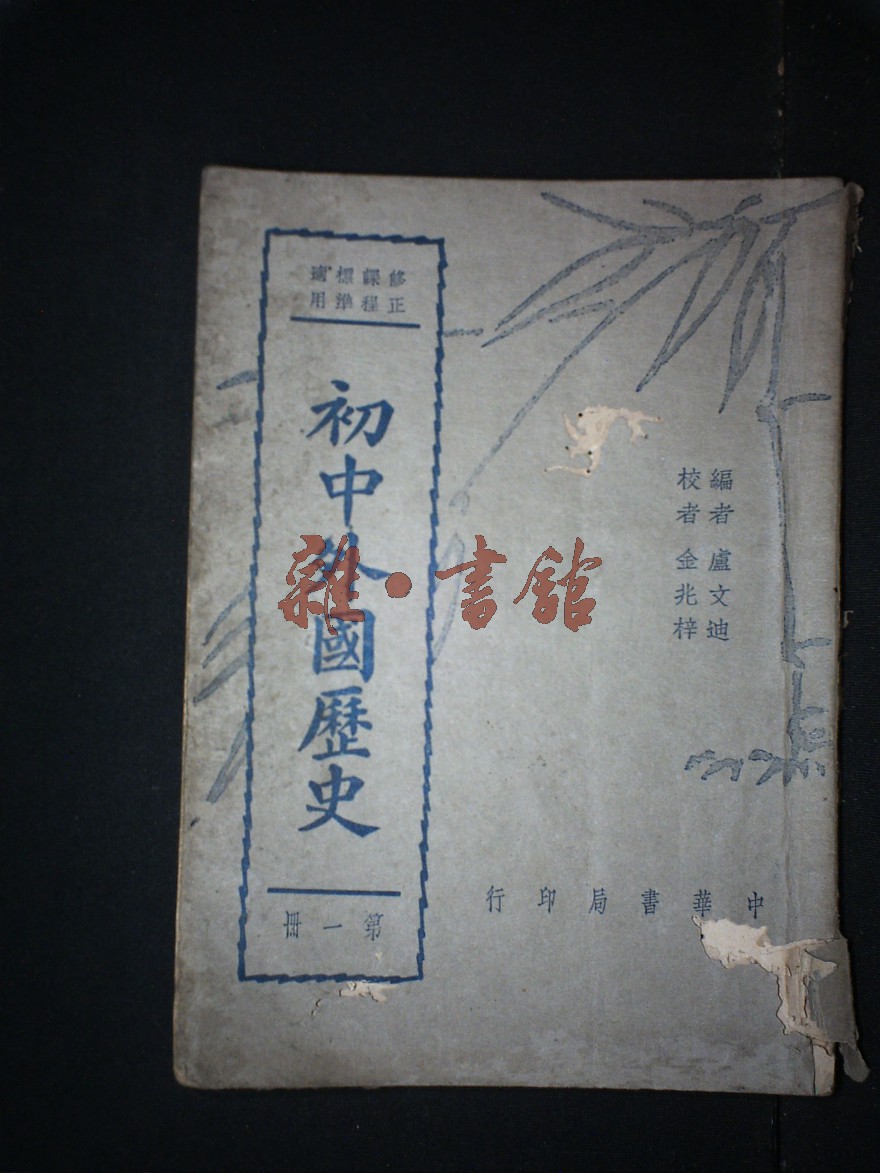 修正課程標準適用
初中外國歷史
第一冊
編者 盧文迪
校者 金兆梓
中華書局印行
雜·書館